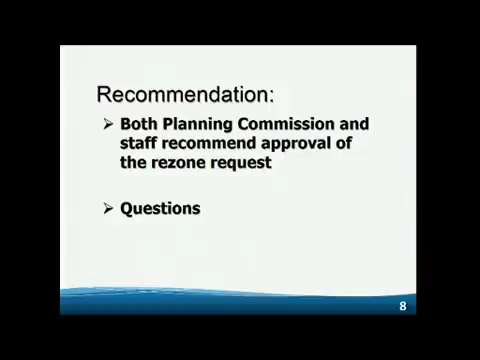 Recommendation:
➢ Both Planning Commission and
staff recommend approval of
the rezone request
➢ Questions
8